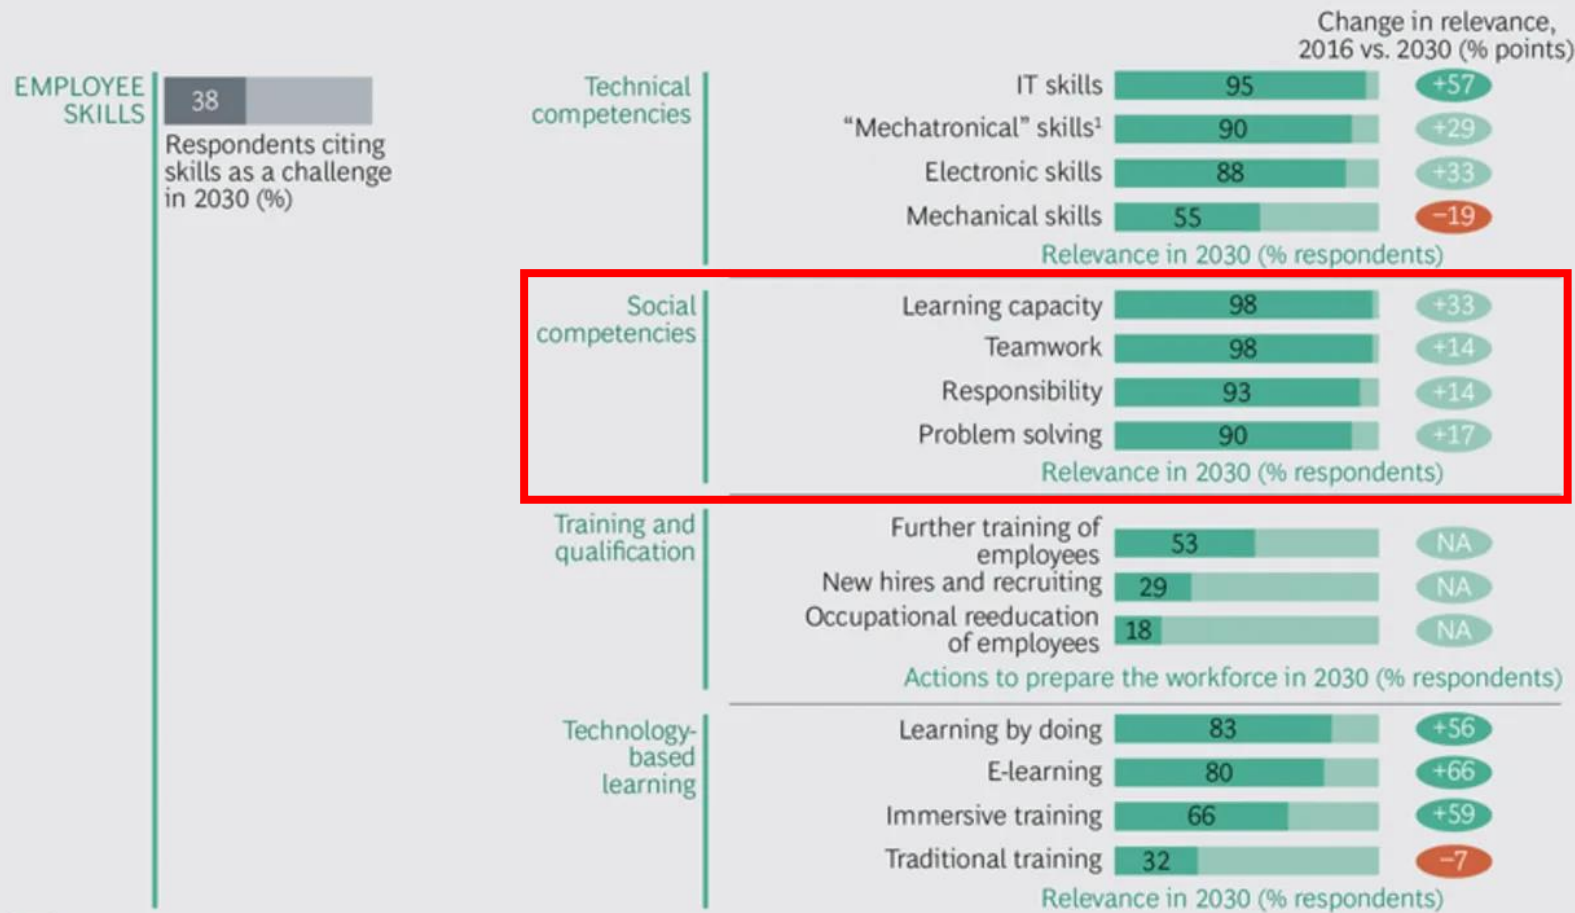 Change in relevance,
2016 vs. 2030 (% points)
EMPLOYEE
SKILLS
38
Respondents citing
skills as a challenge
in 2030 (%)
Technical
competencies
IT skills 95 +57
“Mechatronical” skills¹ 90 +29
Electronic skills 88 +33
Mechanical skills 55 −19
Relevance in 2030 (% respondents)
Social
competencies
Learning capacity 98 +33
Teamwork 98 +14
Responsibility 93 +14
Problem solving 90 +17
Relevance in 2030 (% respondents)
Training and
qualification
Further training of
employees 53 NA
New hires and recruiting 29 NA
Occupational reeducation
of employees 18 NA
Actions to prepare the workforce in 2030 (% respondents)
Technology-
based
learning
Learning by doing 83 +56
E-learning 80 +66
Immersive training 66 +59
Traditional training 32 −7
Relevance in 2030 (% respondents)